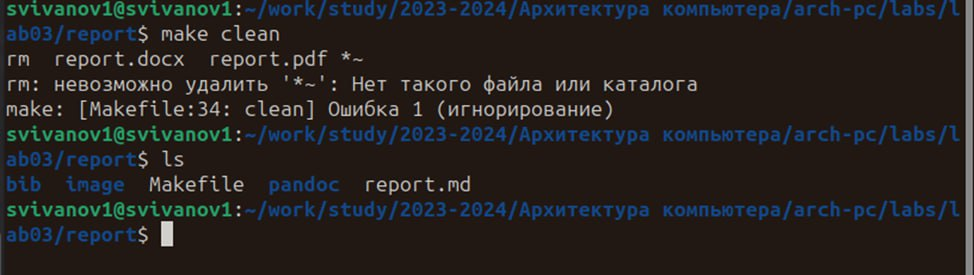 svivanov1@svivanov1:~/work/study/2023-2024/Архитектура компьютера/arch-pc/labs/l
ab03/report$ make clean
rm  report.docx  report.pdf *~
rm: невозможно удалить '*~': Нет такого файла или каталога
make: [Makefile:34: clean] Ошибка 1 (игнорирование)
svivanov1@svivanov1:~/work/study/2023-2024/Архитектура компьютера/arch-pc/labs/l
ab03/report$ ls
bib  image  Makefile  pandoc  report.md
svivanov1@svivanov1:~/work/study/2023-2024/Архитектура компьютера/arch-pc/labs/l
ab03/report$